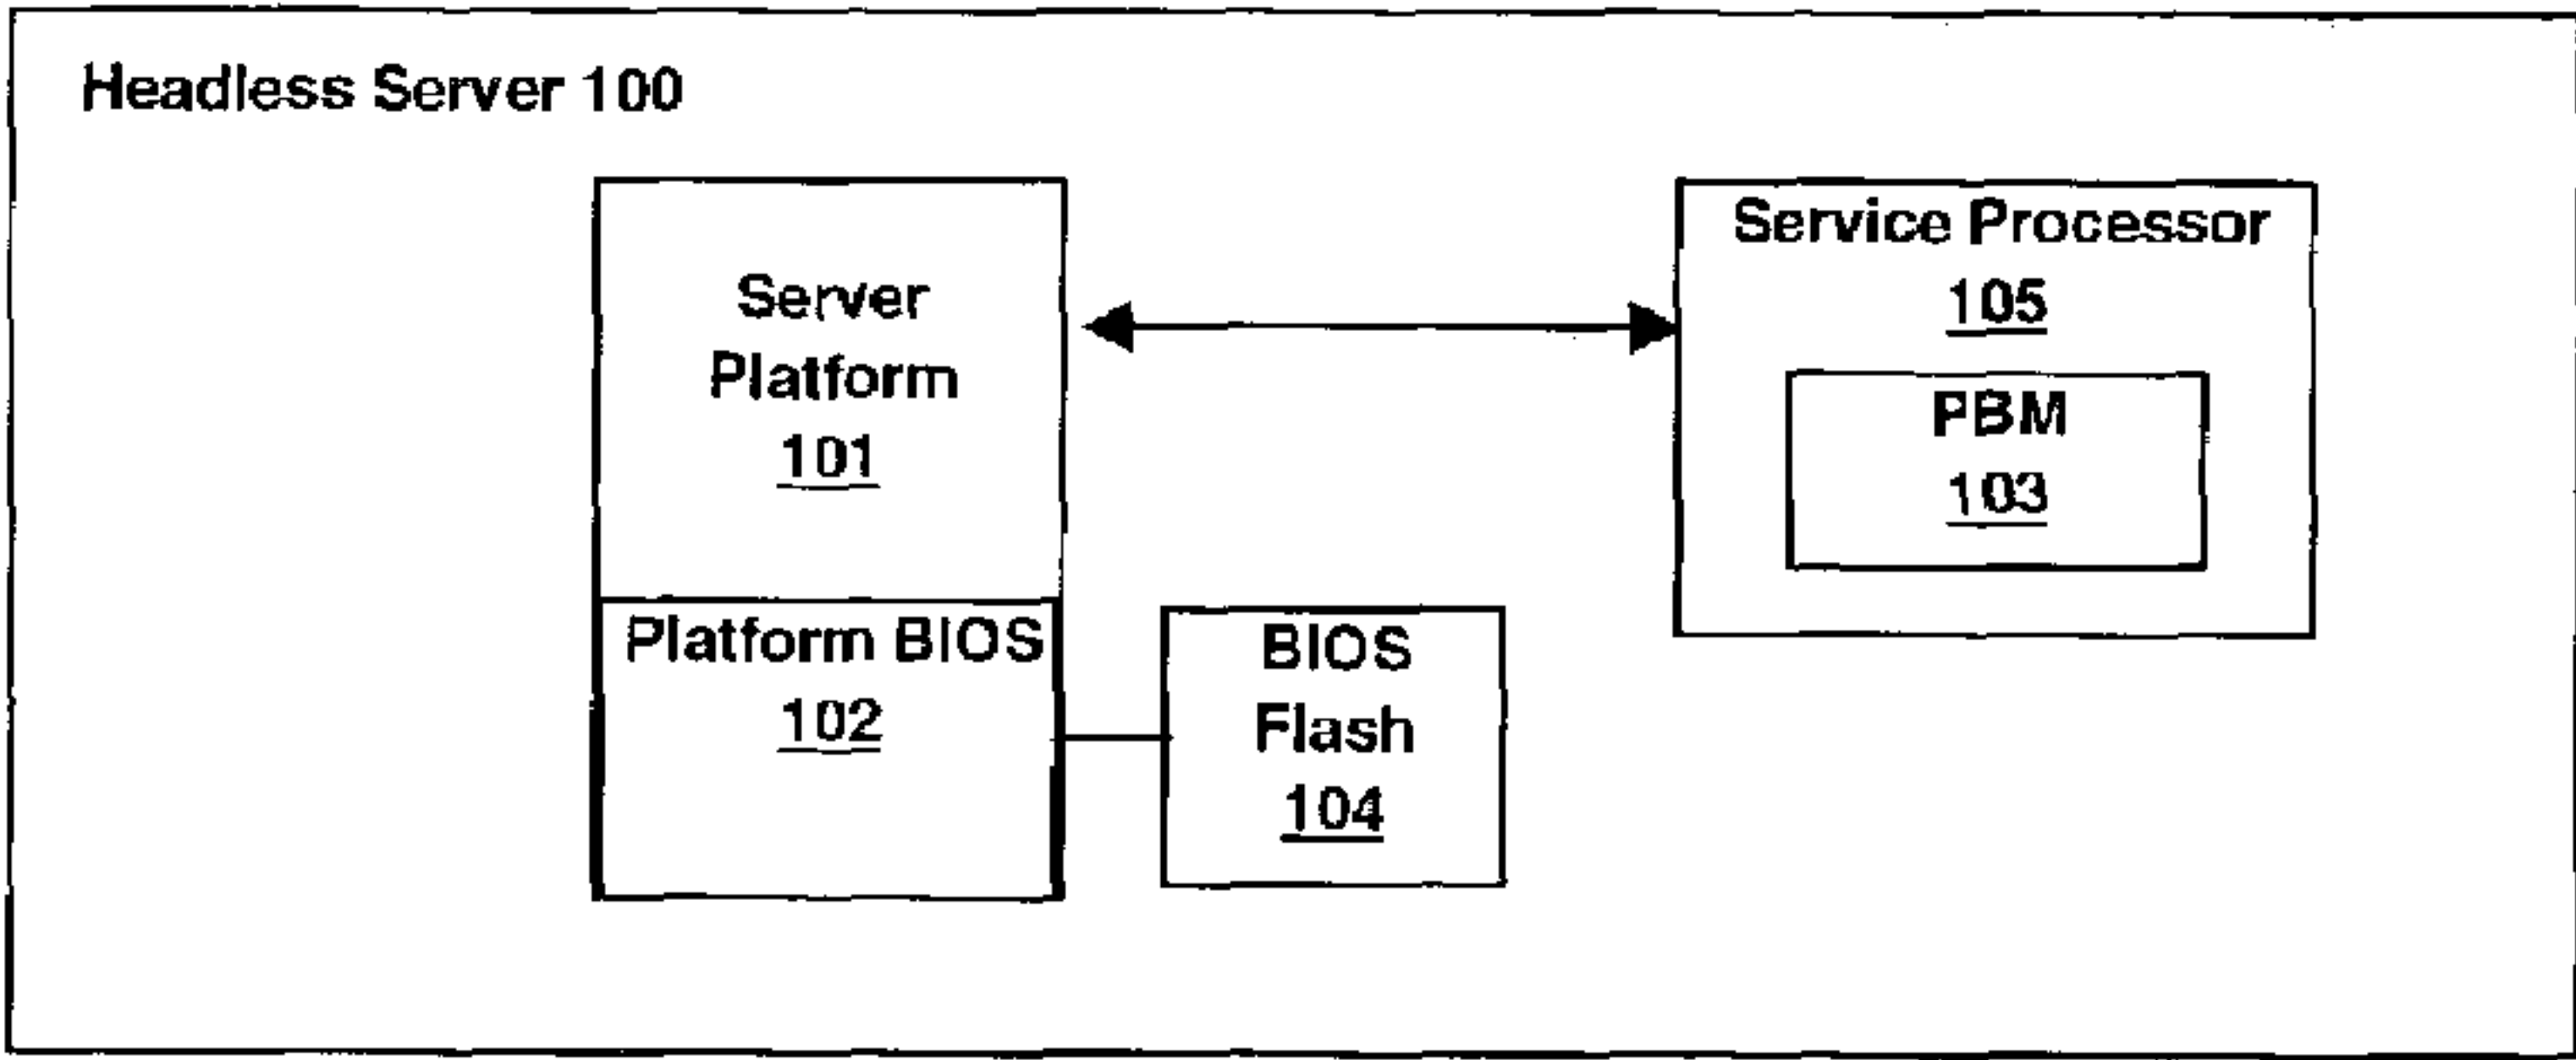 Headless Server 100
Server
Platform
101
Platform BIOS
102
BIOS
Flash
104
Service Processor
105
PBM
103